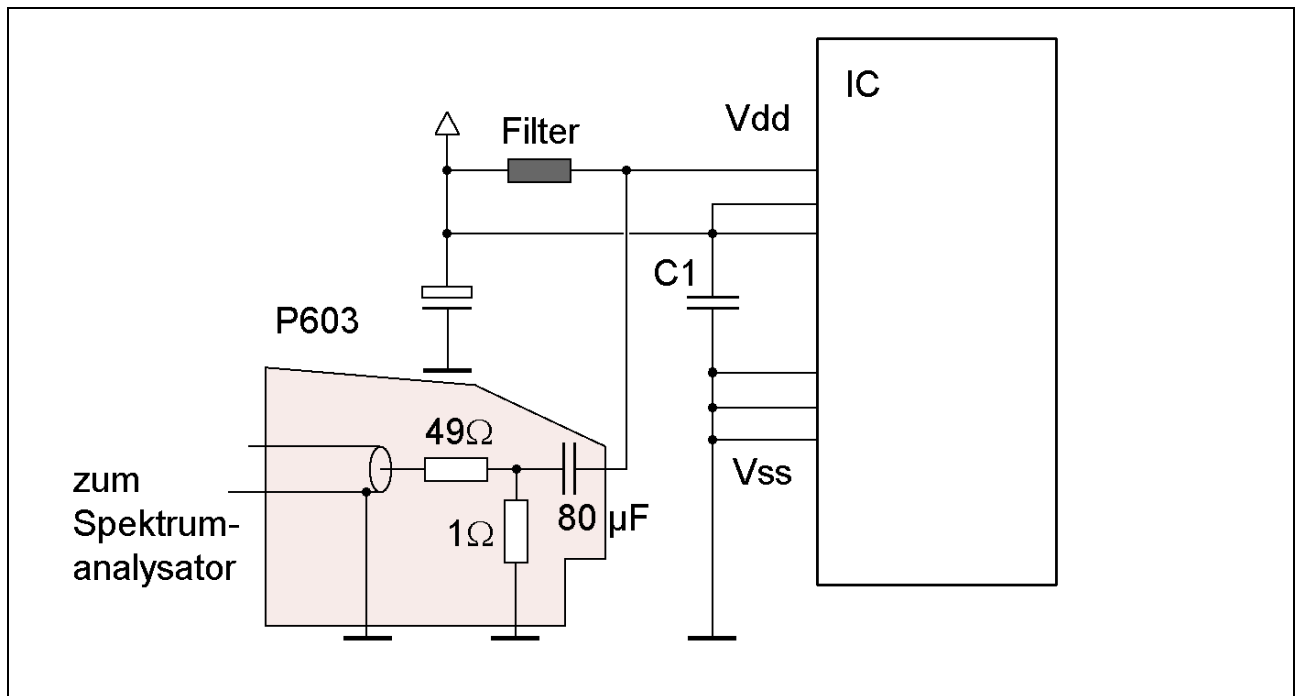 IC
Vdd
Filter
C1
P603
49Ω
zum
Spektrum-
analysator
1Ω
80 µF
Vss